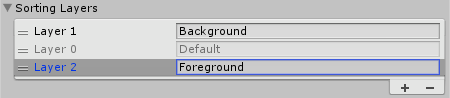 Sorting Layers
Layer 1 Background
Layer 0 Default
Layer 2 Foreground